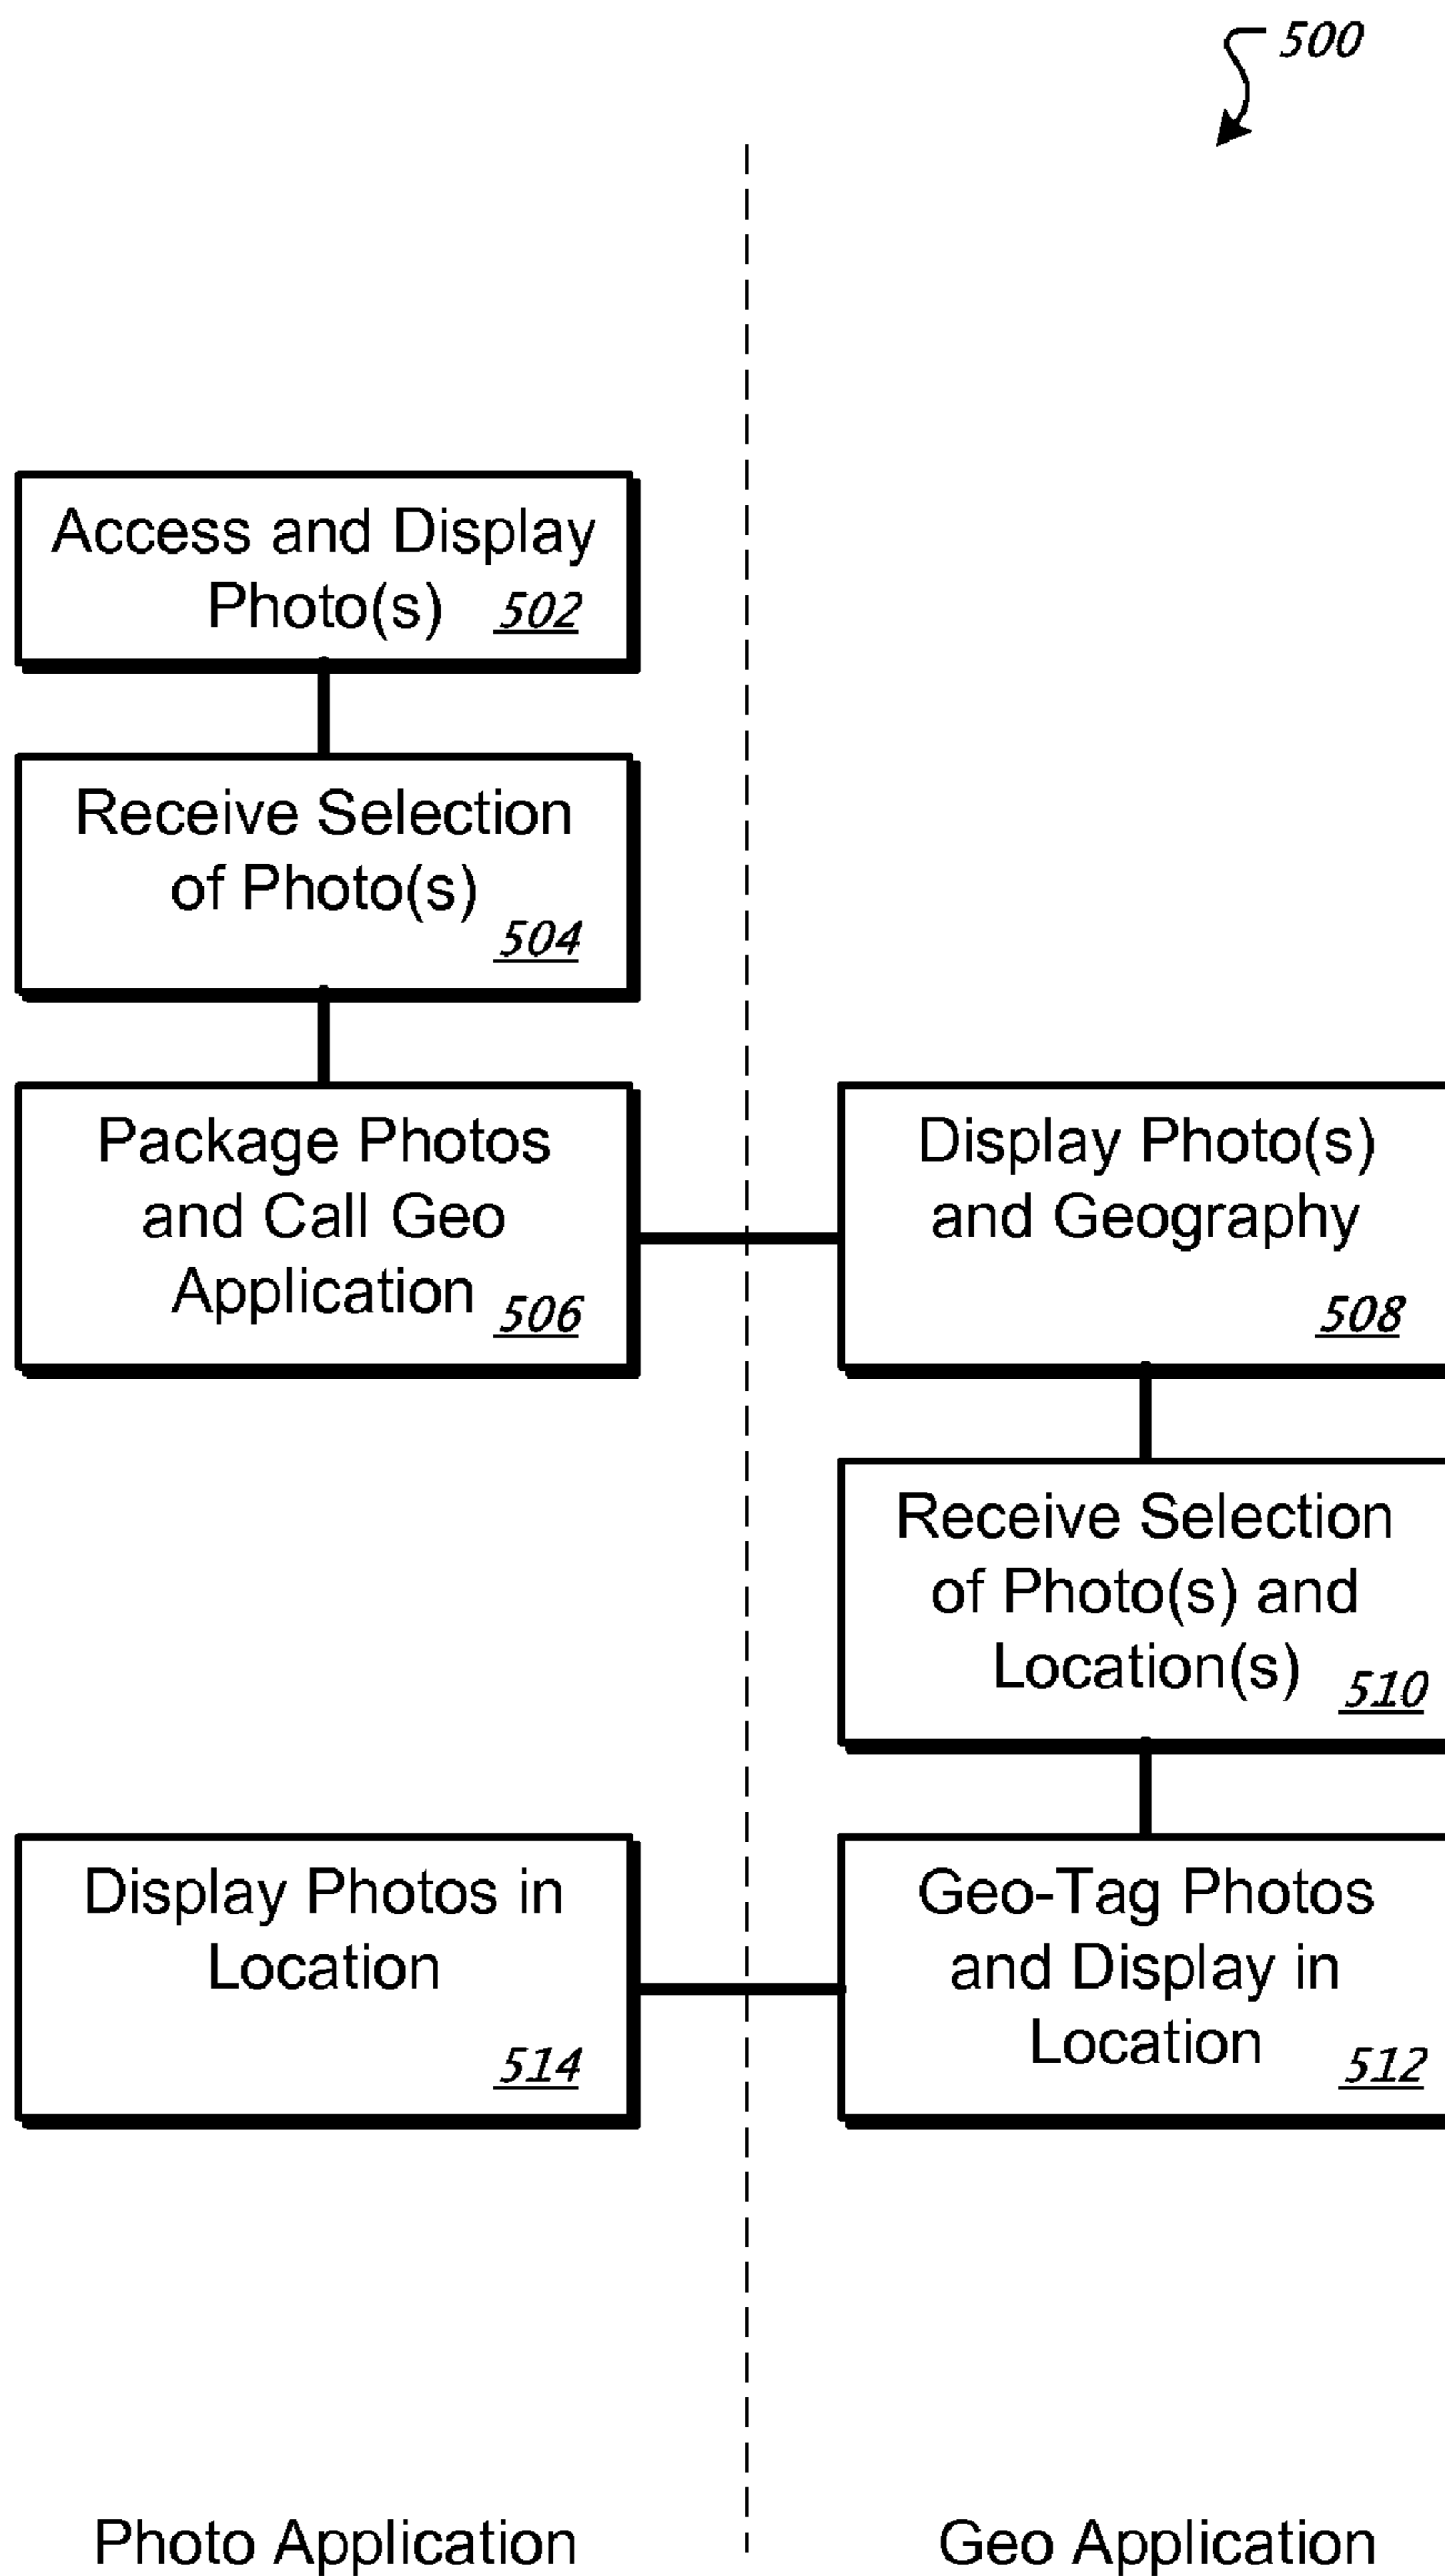 500
Access and Display
Photo(s) 502
Receive Selection
of Photo(s)
504
Package Photos
and Call Geo
Application 506
Display Photo(s)
and Geography
508
Receive Selection
of Photo(s) and
Location(s) 510
Geo-Tag Photos
and Display in
Location 512
Display Photos in
Location
514
Photo Application
Geo Application